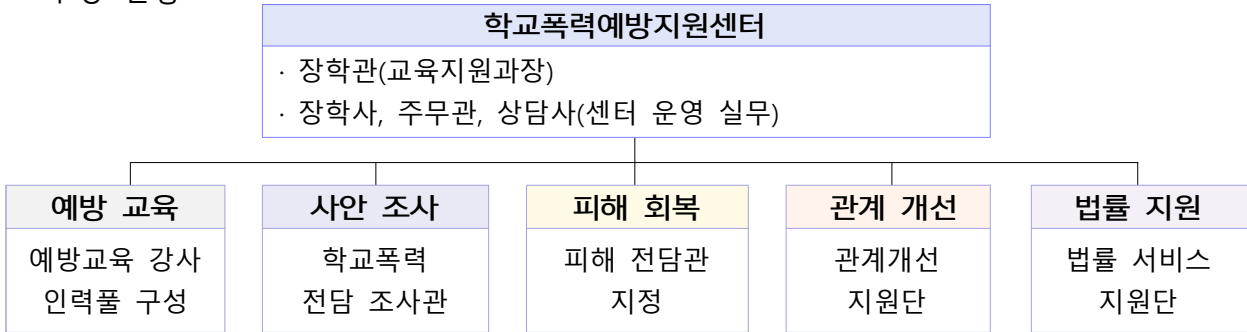 학교폭력예방지원센터
· 장학관(교육지원과장)
· 장학사, 주무관, 상담사(센터 운영 실무)
예방 교육
예방교육 강사
인력풀 구성
사안 조사
학교폭력
전담 조사관
피해 회복
피해 전담관
지정
관계 개선
관계개선
지원단
법률 지원
법률 서비스
지원단